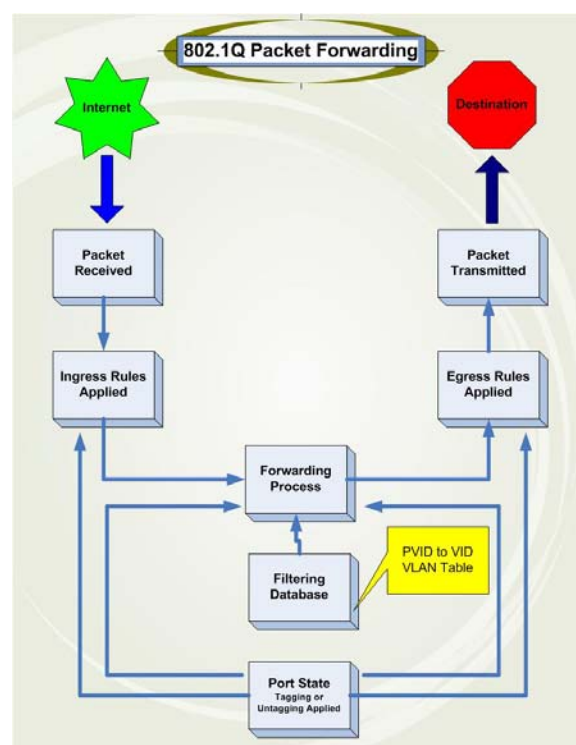 802.1Q Packet Forwarding
Internet
Destination
Packet
Received
Packet
Transmitted
Ingress Rules
Applied
Egress Rules
Applied
Forwarding
Process
PVID to VID
VLAN Table
Filtering
Database
Port State
Tagging or
Untagging Applied